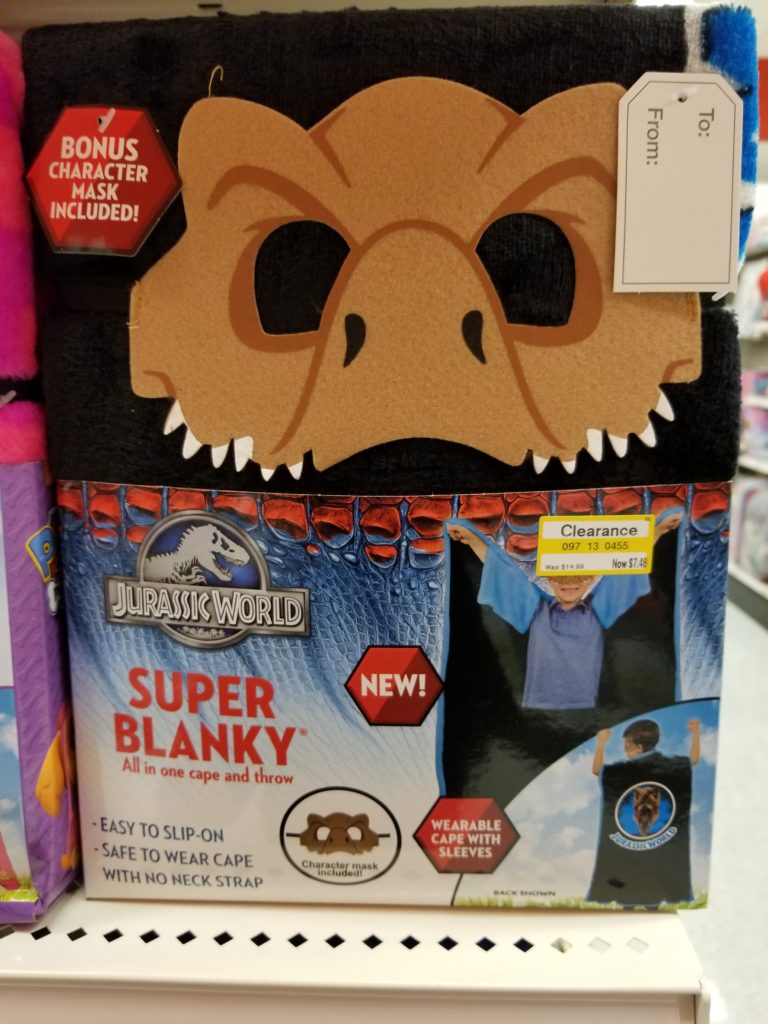 BONUS
CHARACTER
MASK
INCLUDED!
To:
From:
Clearance
097 13 0455
Was $14.99 Now $7.48
JURASSIC WORLD
SUPER
BLANKY®
All in one cape and throw
NEW!
- EASY TO SLIP-ON
- SAFE TO WEAR CAPE
WITH NO NECK STRAP
Character mask
included!
WEARABLE
CAPE WITH
SLEEVES
JURASSIC WORLD
BACK SHOWN